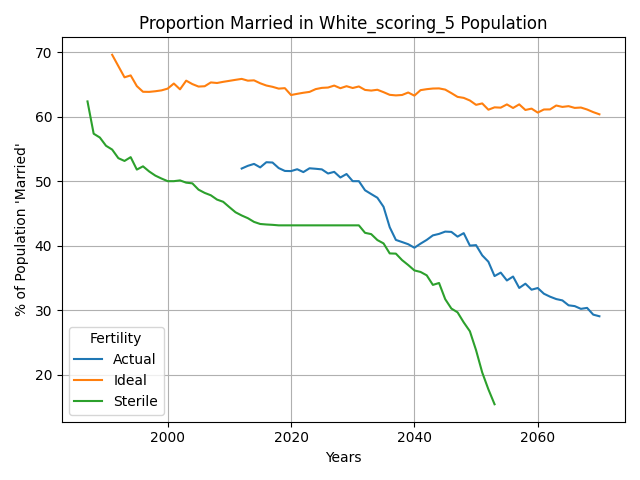 Proportion Married in White_scoring_5 Population
% of Population 'Married'
70
60
50
40
30
20
Fertility
Actual
Ideal
Sterile
2000
2020
2040
2060
Years